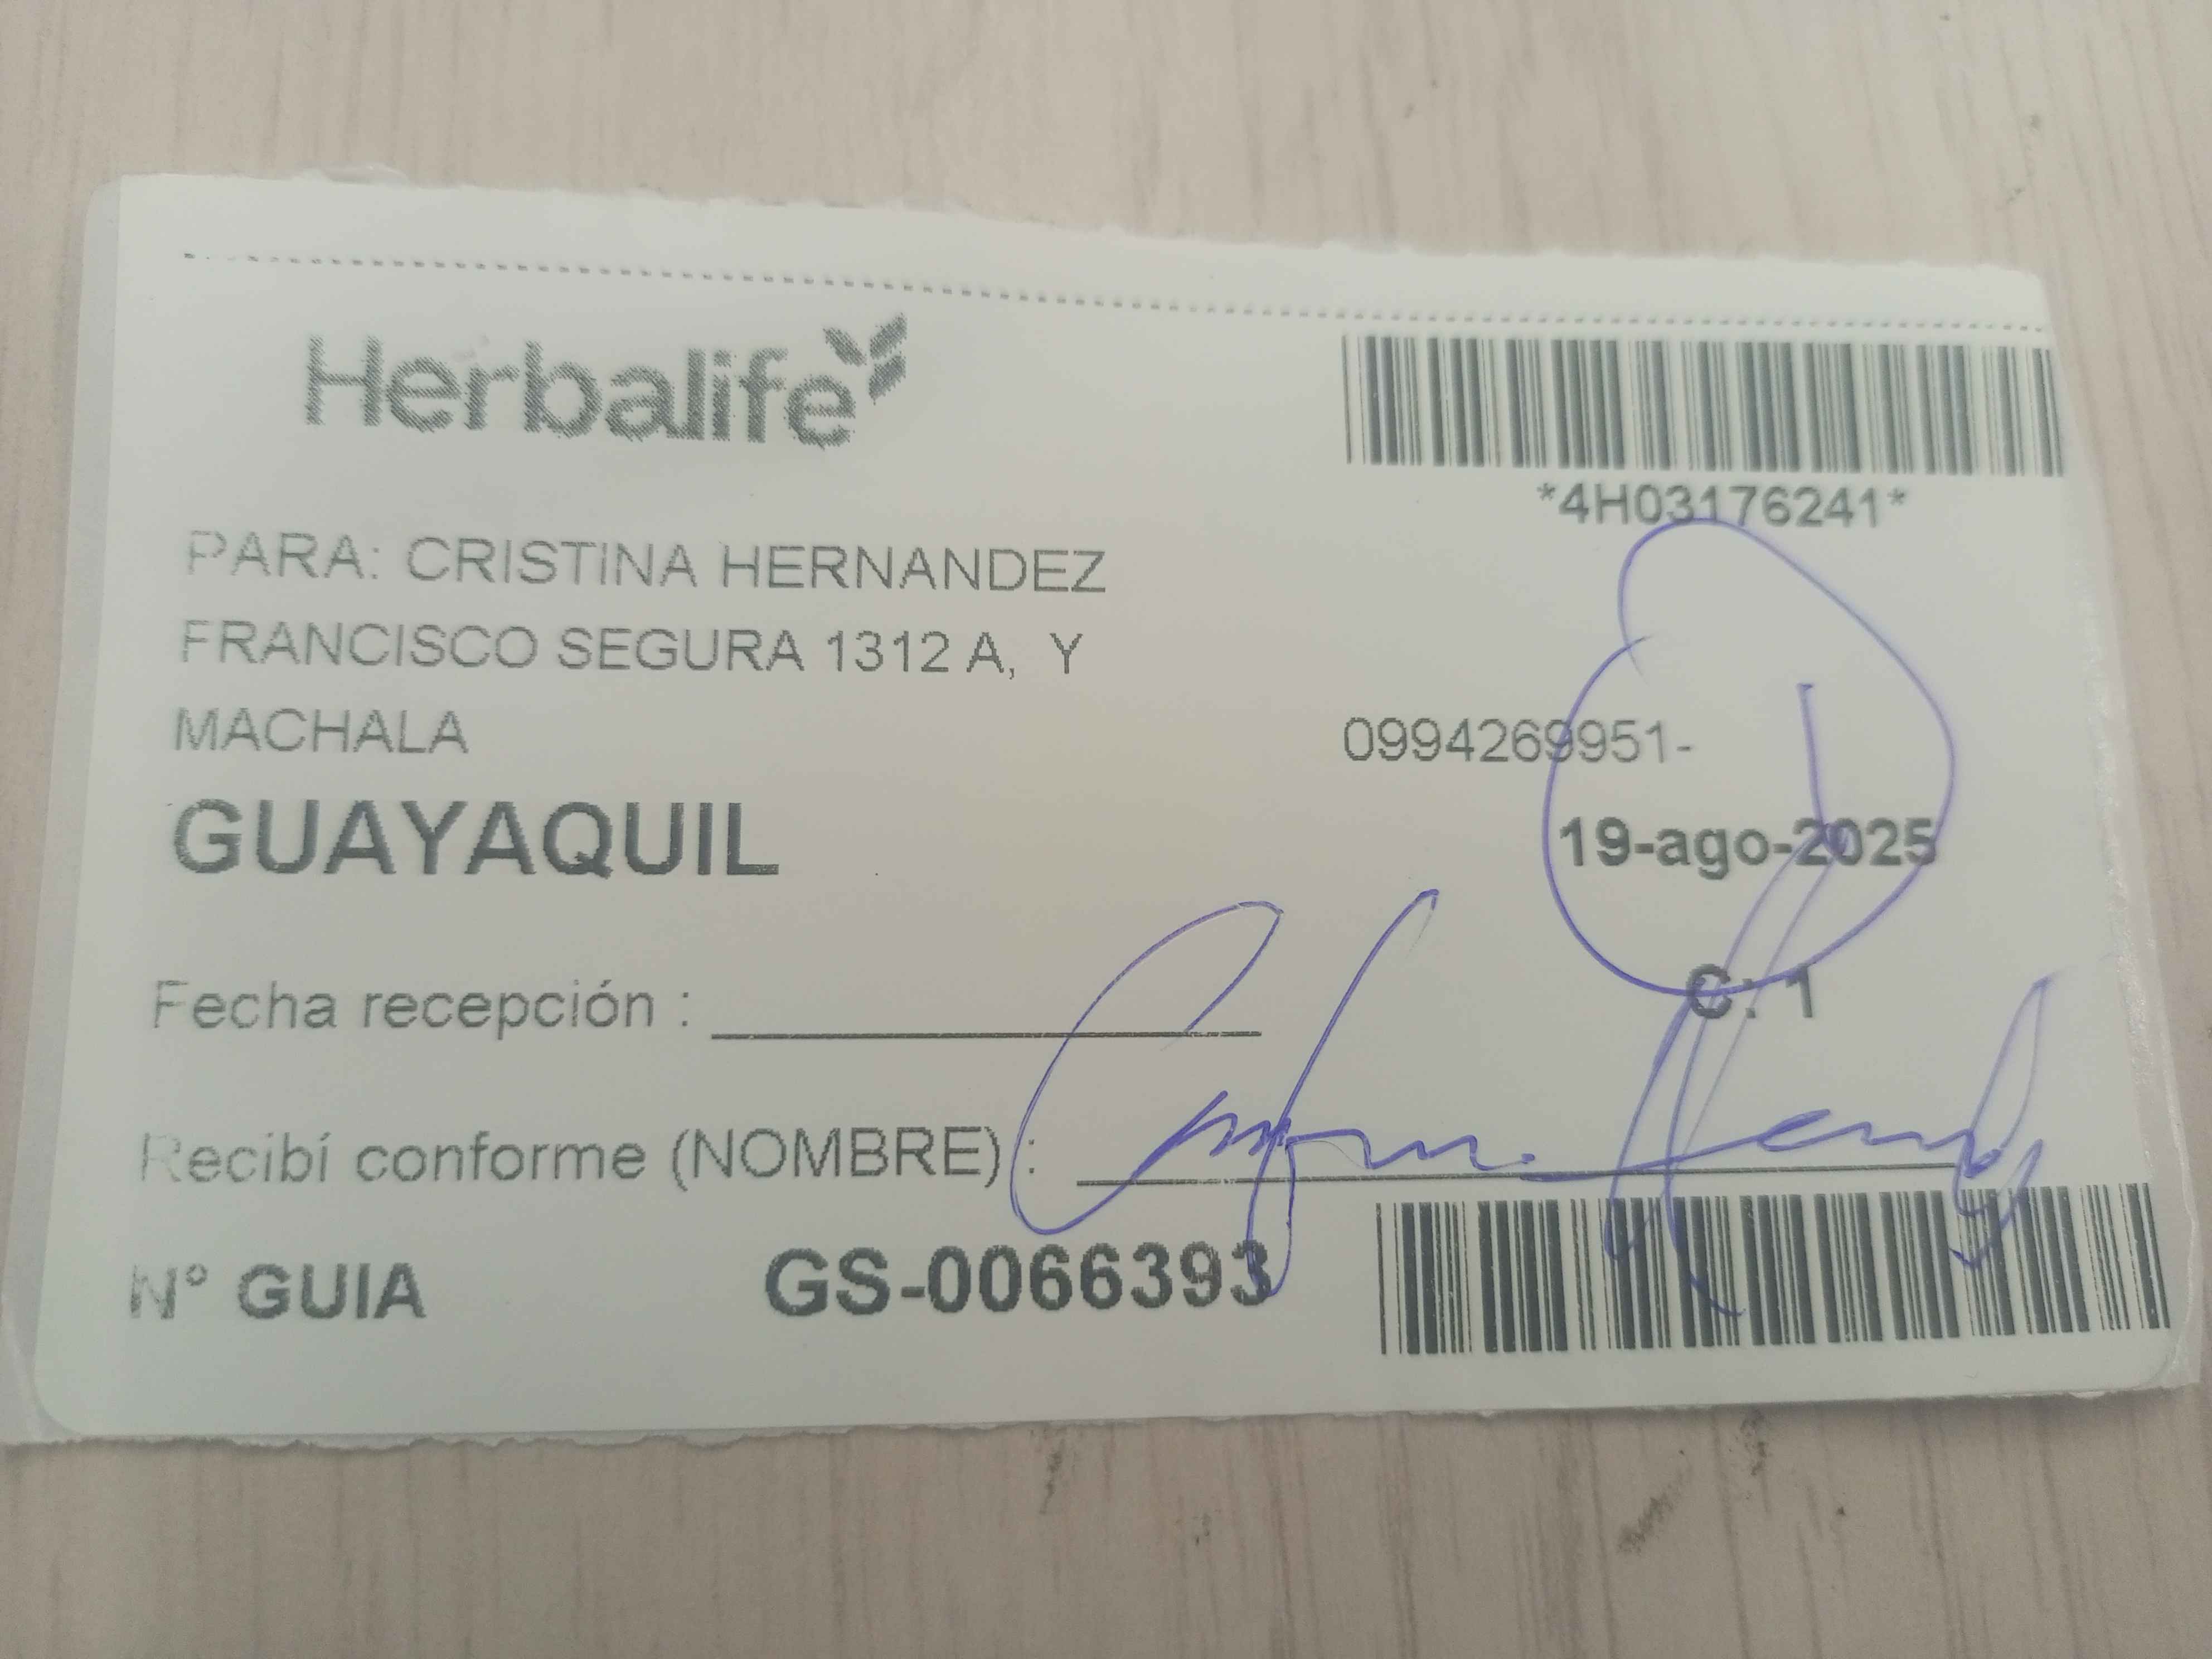 Herbalife
*4H03176241*
PARA: CRISTINA HERNANDEZ
FRANCISCO SEGURA 1312 A, Y
MACHALA
0994269951-
GUAYAQUIL
19-ago-2025
C: 1
Fecha recepción :
Recibí conforme (NOMBRE) :
N° GUIA GS-0066393